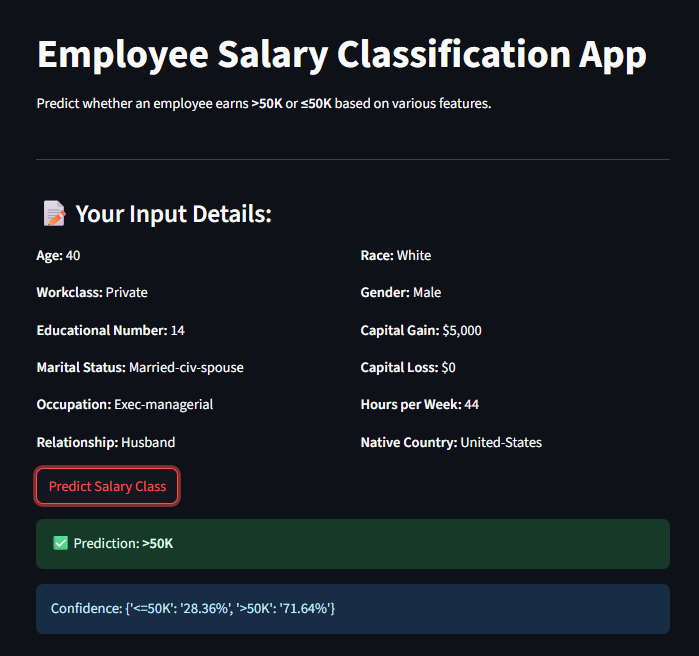 Employee Salary Classification App
Predict whether an employee earns >50K or ≤50K based on various features.
Your Input Details:
Age: 40
Race: White
Workclass: Private
Gender: Male
Educational Number: 14
Capital Gain: $5,000
Marital Status: Married-civ-spouse
Capital Loss: $0
Occupation: Exec-managerial
Hours per Week: 44
Relationship: Husband
Native Country: United-States
Predict Salary Class
Prediction: >50K
Confidence: {'<=50K': '28.36%', '>50K': '71.64%'}